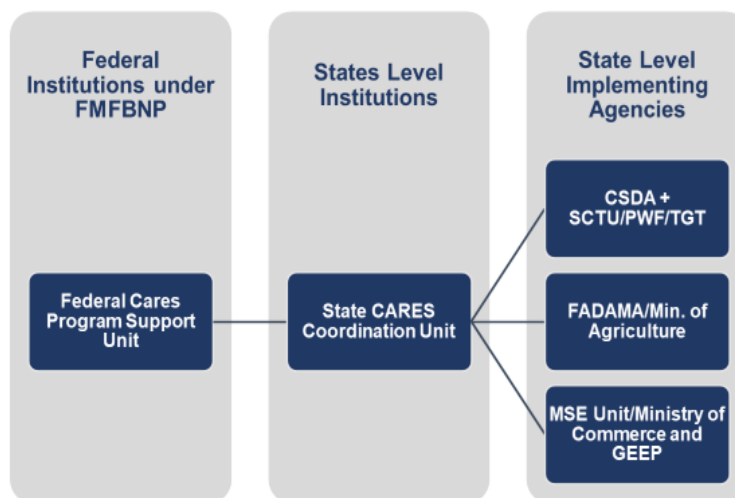 Federal
Institutions under
FMFBNP
Federal Cares
Program Support
Unit
States Level
Institutions
State CARES
Coordination Unit
State Level
Implementing
Agencies
CSDA +
SCTU/PWF/TGT
FADAMA/Min. of
Agriculture
MSE Unit/Ministry of
Commerce and
GEEP